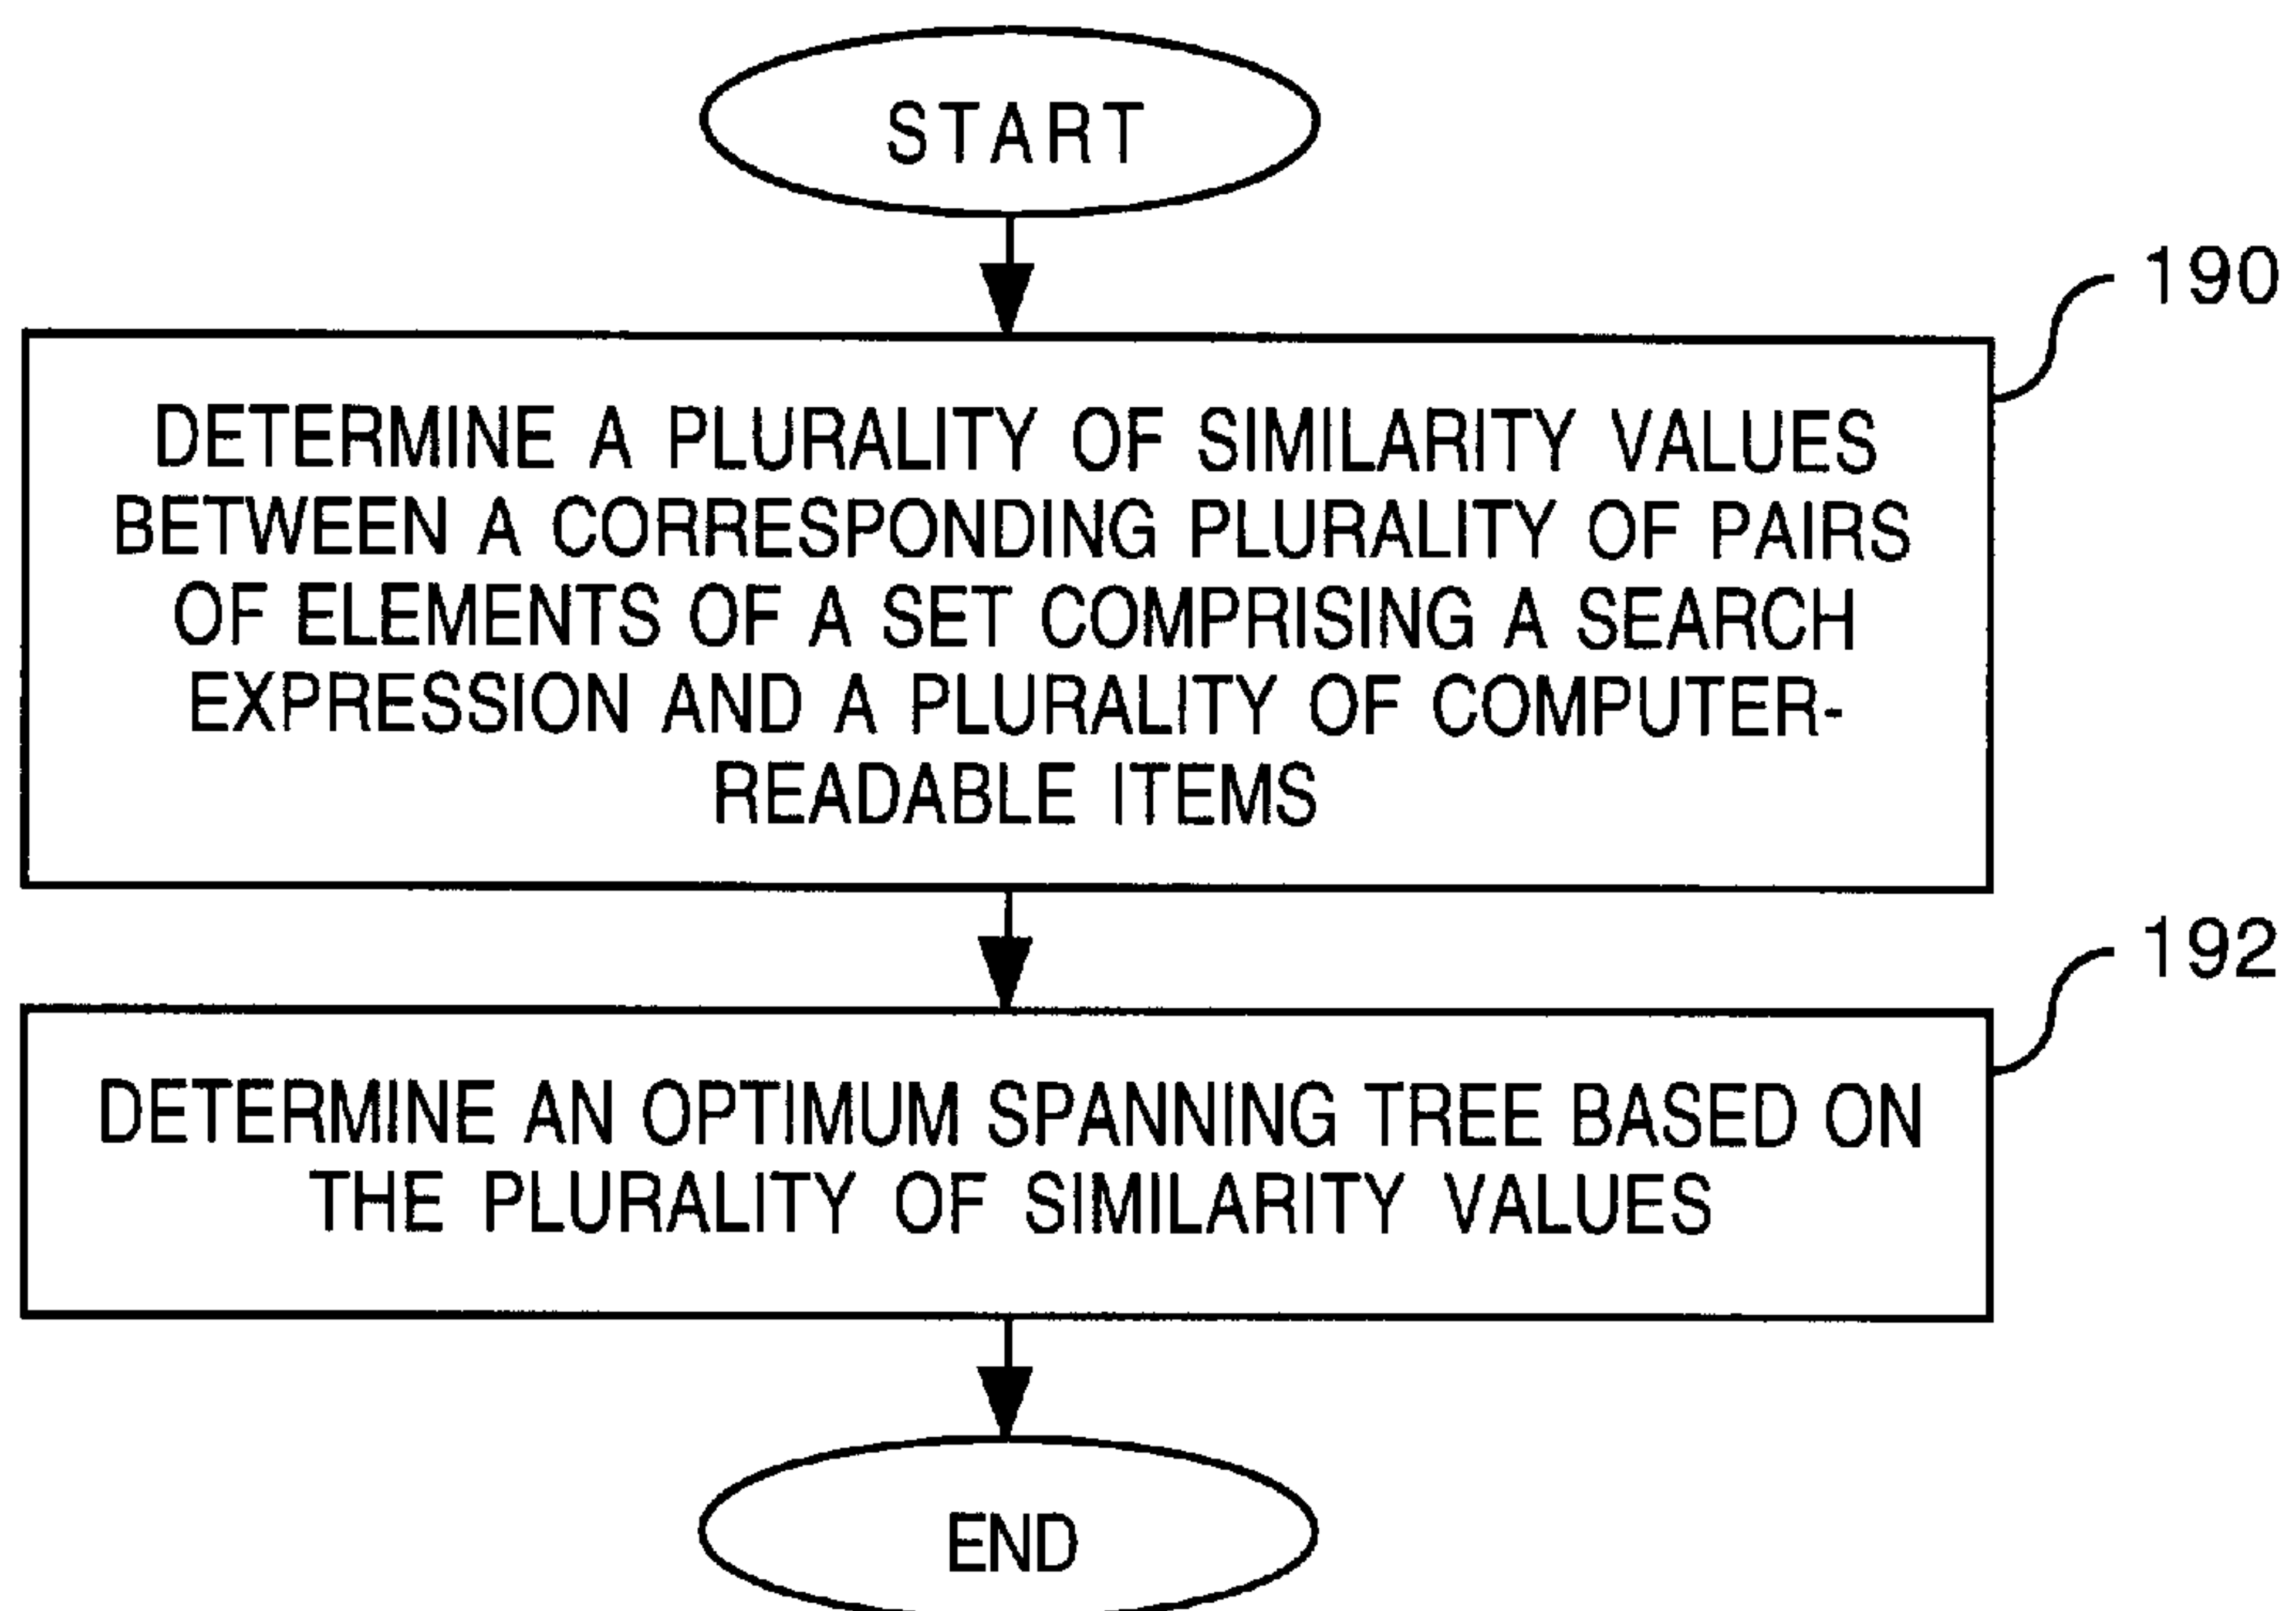 START
190
DETERMINE A PLURALITY OF SIMILARITY VALUES
BETWEEN A CORRESPONDING PLURALITY OF PAIRS
OF ELEMENTS OF A SET COMPRISING A SEARCH
EXPRESSION AND A PLURALITY OF COMPUTER-
READABLE ITEMS
192
DETERMINE AN OPTIMUM SPANNING TREE BASED ON
THE PLURALITY OF SIMILARITY VALUES
END